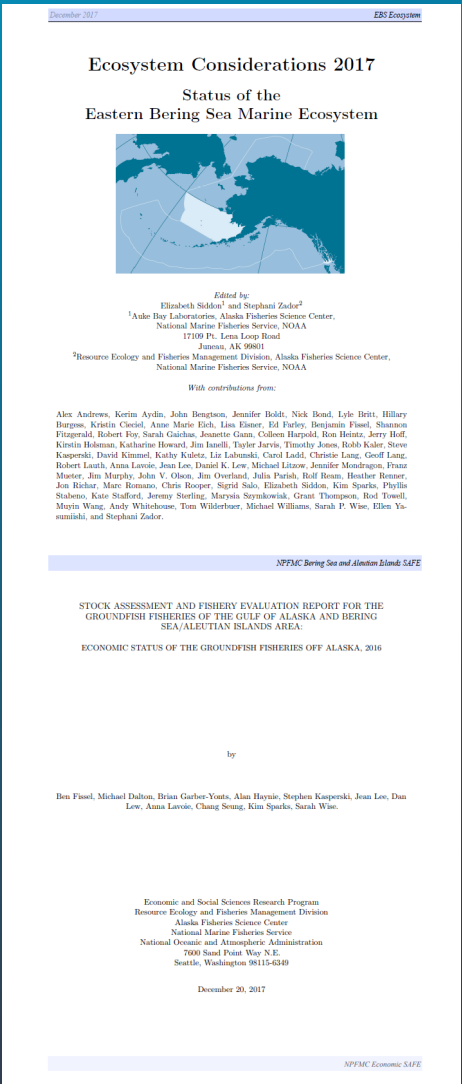 December 2017
EBS Ecosystem
Ecosystem Considerations 2017
Status of the
Eastern Bering Sea Marine Ecosystem
Edited by:
Elizabeth Siddon1 and Stephani Zador2
1Auke Bay Laboratories, Alaska Fisheries Science Center,
National Marine Fisheries Service, NOAA
17109 Pt. Lena Loop Road
Juneau, AK 99801
2Resource Ecology and Fisheries Management Division, Alaska Fisheries Science Center,
National Marine Fisheries Service, NOAA
With contributions from:
Alex Andrews, Kerim Aydin, John Bengtson, Jennifer Boldt, Nick Bond, Lyle Britt, Hillary
Burgess, Kristin Cieciel, Anne Marie Eich, Lisa Eisner, Ed Farley, Benjamin Fissel, Shannon
Fitzgerald, Robert Foy, Sarah Gaichas, Jeanette Gann, Colleen Harpold, Ron Heintz, Jerry Hoff,
Kirstin Holsman, Katharine Howard, Jim Ianelli, Tayler Jarvis, Timothy Jones, Robb Kaler, Steve
Kasperski, David Kimmel, Kathy Kuletz, Liz Labunski, Carol Ladd, Christie Lang, Geoff Lang,
Robert Lauth, Anna Lavoie, Jean Lee, Daniel K. Lew, Michael Litzow, Jennifer Mondragon, Franz
Mueter, Jim Murphy, John V. Olson, Jim Overland, Julia Parish, Rolf Ream, Heather Renner,
Jon Richar, Marc Romano, Chris Rooper, Sigrid Salo, Elizabeth Siddon, Kim Sparks, Phyllis
Stabeno, Kate Stafford, Jeremy Sterling, Marysia Szymkowiak, Grant Thompson, Rod Towell,
Muyin Wang, Andy Whitehouse, Tom Wilderbuer, Michael Williams, Sarah P. Wise, Ellen Ya-
sumiishi, and Stephani Zador.
NPFMC Bering Sea and Aleutian Islands SAFE
STOCK ASSESSMENT AND FISHERY EVALUATION REPORT FOR THE
GROUNDFISH FISHERIES OF THE GULF OF ALASKA AND BERING
SEA/ALEUTIAN ISLANDS AREA:
ECONOMIC STATUS OF THE GROUNDFISH FISHERIES OFF ALASKA, 2016
by
Ben Fissel, Michael Dalton, Brian Garber-Yonts, Alan Haynie, Stephen Kasperski, Jean Lee, Dan
Lew, Anna Lavoie, Chang Seung, Kim Sparks, Sarah Wise.
Economic and Social Sciences Research Program
Resource Ecology and Fisheries Management Division
Alaska Fisheries Science Center
National Marine Fisheries Service
National Oceanic and Atmospheric Administration
7600 Sand Point Way N.E.
Seattle, Washington 98115-6349
December 20, 2017
NPFMC Economic SAFE